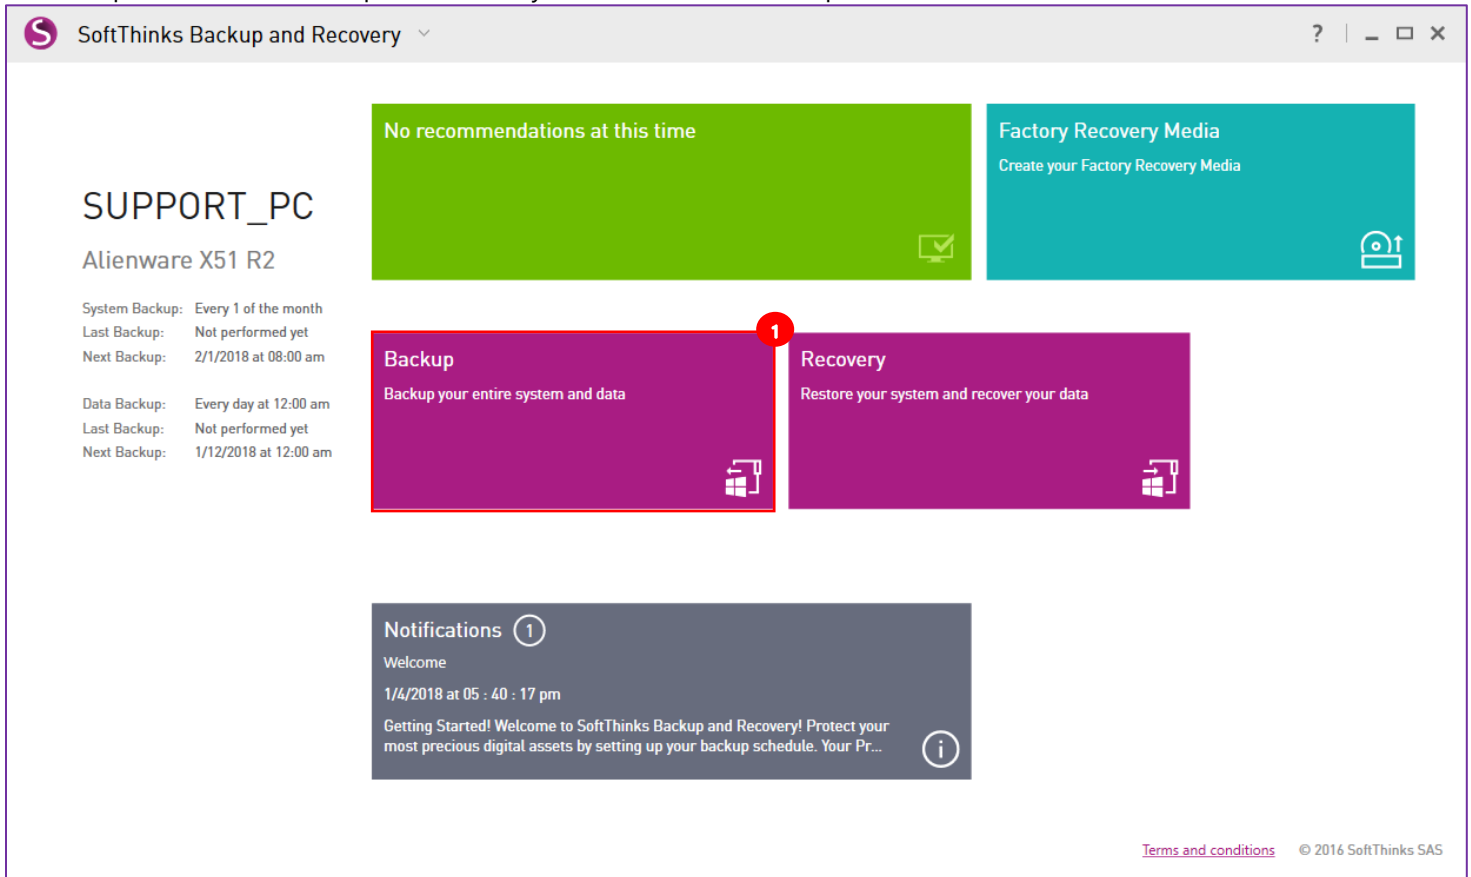 SoftThinks Backup and Recovery
?
No recommendations at this time
Factory Recovery Media
Create your Factory Recovery Media
SUPPORT_PC
Alienware X51 R2
System Backup: Every 1 of the month
Last Backup: Not performed yet
Next Backup: 2/1/2018 at 08:00 am
Data Backup: Every day at 12:00 am
Last Backup: Not performed yet
Next Backup: 1/12/2018 at 12:00 am
1
Backup
Backup your entire system and data
Recovery
Restore your system and recover your data
Notifications 1
Welcome
1/4/2018 at 05 : 40 : 17 pm
Getting Started! Welcome to SoftThinks Backup and Recovery! Protect your
most precious digital assets by setting up your backup schedule. Your Pr...
Terms and conditions © 2016 SoftThinks SAS